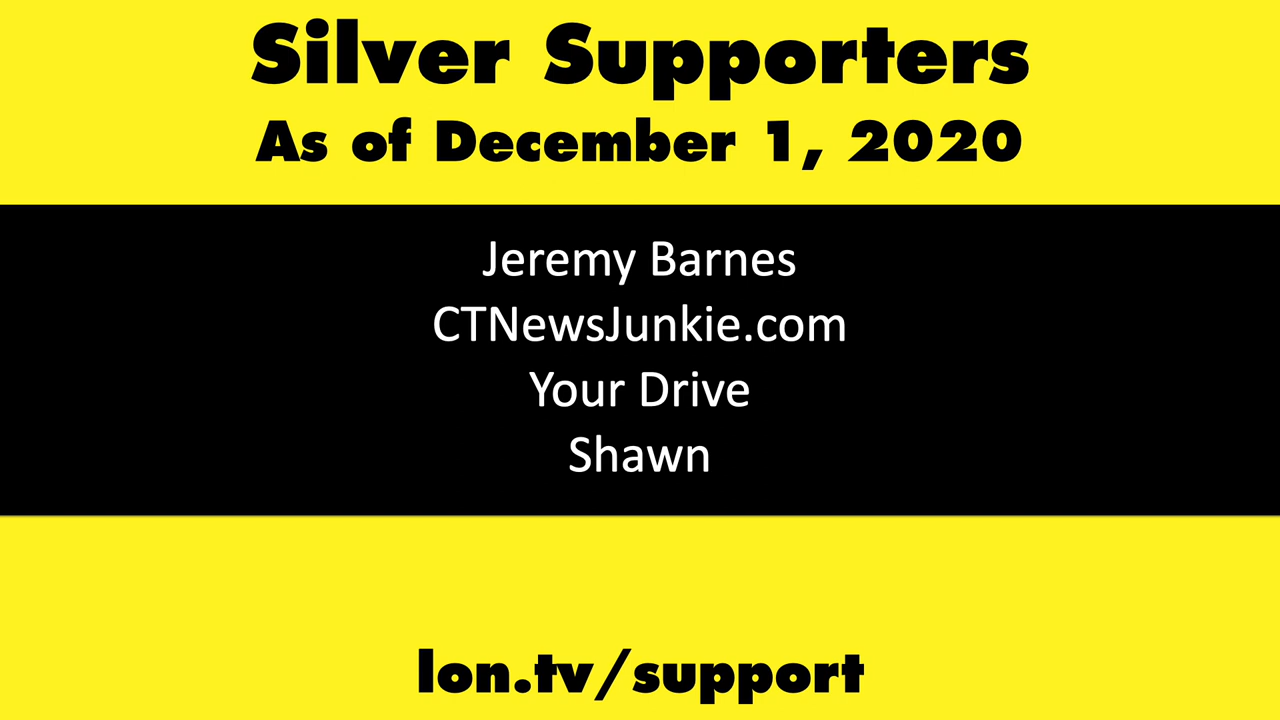 Silver Supporters
As of December 1, 2020
Jeremy Barnes
CTNewsJunkie.com
Your Drive
Shawn
lon.tv/support